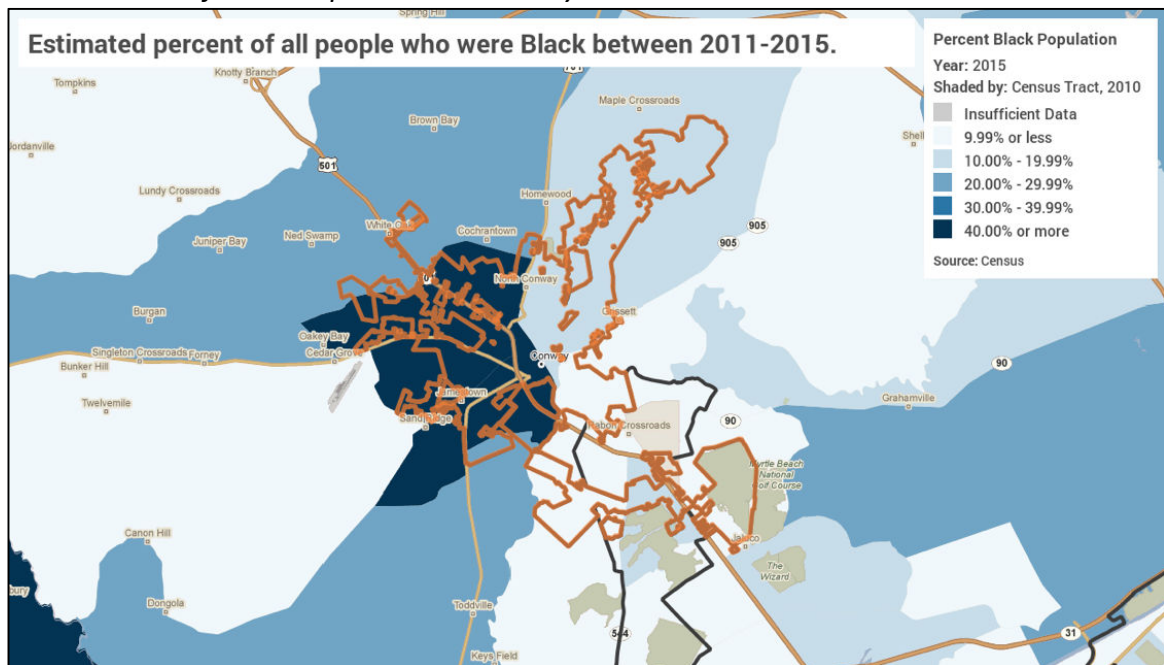 Estimated percent of all people who were Black between 2011-2015.
Percent Black Population
Year: 2015
Shaded by: Census Tract, 2010
Insufficient Data
9.99% or less
10.00% - 19.99%
20.00% - 29.99%
30.00% - 39.99%
40.00% or more
Source: Census
Spring Hill
Knotty Branch
Tompkins
701
Maple Crossroads
Brown Bay
Jordanville
501
Shell
Lundy Crossroads
Homewood
White Oak
Cochrantown
905
Juniper Bay
Ned Swamp
905
North Conway
Burgan
Gossett
Oakey Bay
Singleton Crossroads
Forney
Cedar Grove
Conway
Bunker Hill
90
Twelvemile
Jamestown
Grahamville
Sand Ridge
90
Rabon Crossroads
Myrtle Beach
National
Golf Course
Canon Hill
Jaluco
The
Wizard
Dongola
Toddville
544
31
Keys Field